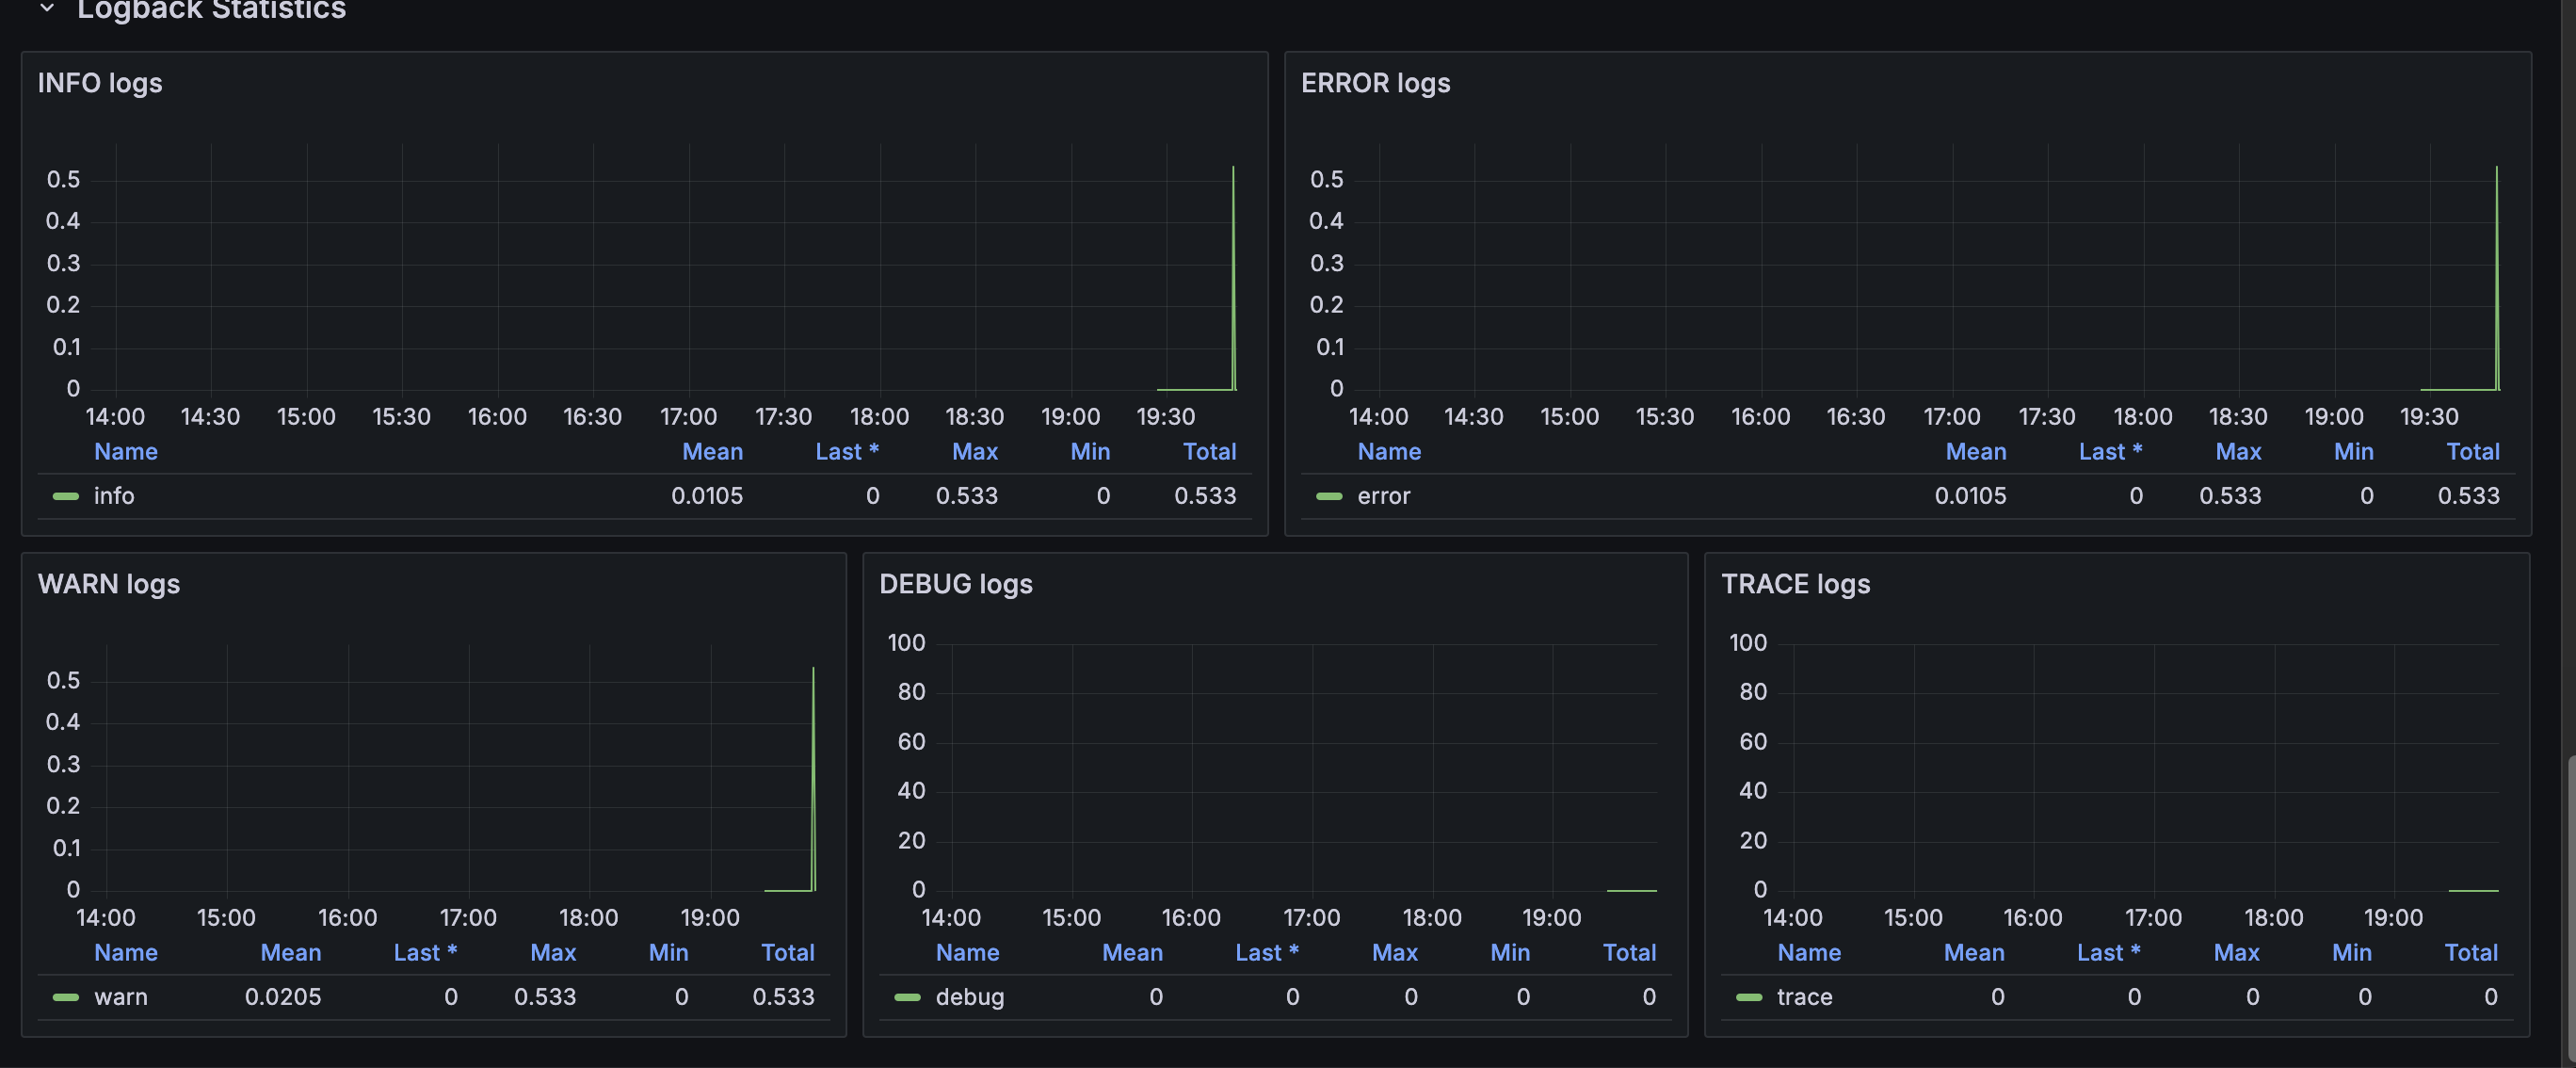 Logback Statistics
INFO logs
0.5
0.4
0.3
0.2
0.1
0
14:00 14:30 15:00 15:30 16:00 16:30 17:00 17:30 18:00 18:30 19:00 19:30
Name Mean Last * Max Min Total
info 0.0105 0 0.533 0 0.533
ERROR logs
0.5
0.4
0.3
0.2
0.1
0
14:00 14:30 15:00 15:30 16:00 16:30 17:00 17:30 18:00 18:30 19:00 19:30
Name Mean Last * Max Min Total
error 0.0105 0 0.533 0 0.533
WARN logs
0.5
0.4
0.3
0.2
0.1
0
14:00 15:00 16:00 17:00 18:00 19:00
Name Mean Last * Max Min Total
warn 0.0205 0 0.533 0 0.533
DEBUG logs
100
80
60
40
20
0
14:00 15:00 16:00 17:00 18:00 19:00
Name Mean Last * Max Min Total
debug 0 0 0 0 0
TRACE logs
100
80
60
40
20
0
14:00 15:00 16:00 17:00 18:00 19:00
Name Mean Last * Max Min Total
trace 0 0 0 0 0